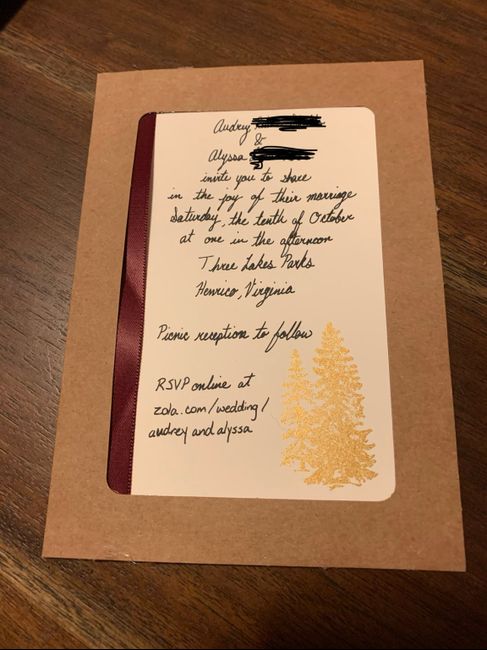 Audrey
&
Alyssa
invite you to share
in the joy of their marriage
Saturday, the tenth of October
at one in the afternoon
Three Lakes Parks
Henrico, Virginia
Picnic reception to follow
RSVP online at
zola.com/wedding/
audreyandalyssa